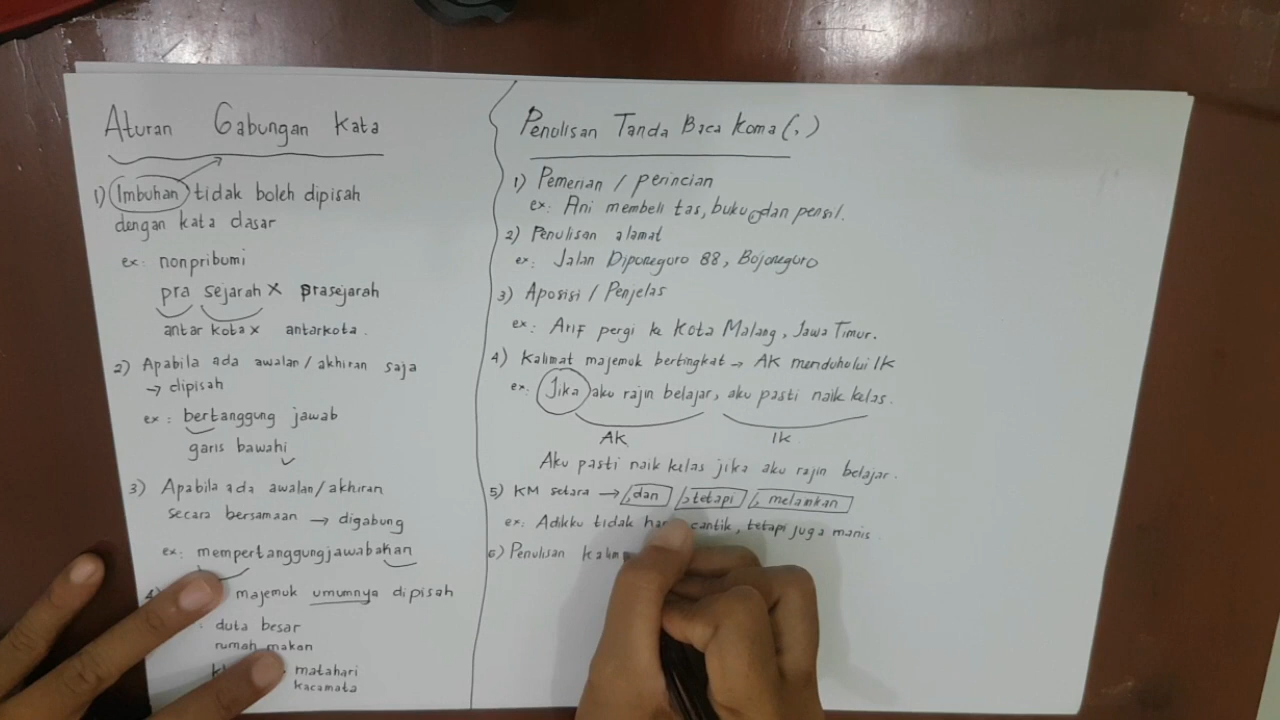 Aturan Gabungan Kata
1) Imbuhan tidak boleh dipisah
dengan kata dasar
ex: nonpribumi
pra sejarah X prasejarah
antar kota X antarkota.
2) Apabila ada awalan / akhiran saja
→ dipisah
ex: bertanggung jawab
garis bawahi
3) Apabila ada awalan / akhiran
secara bersamaan → digabung
ex: mempertanggungjawabakan
4) majemuk umumnya dipisah
: duta besar
rumah makan
matahari
kacamata
Penulisan Tanda Baca Koma (,)
1) Pemerian / perincian
ex: Ani membeli tas, buku, dan pensil.
2) Penulisan alamat
ex: Jalan Diponeguro 88, Bojoneguro
3) Aposisi / Penjelas
ex: Arif pergi ke Kota Malang, Jawa Timur.
4) Kalimat majemuk bertingkat → AK menduhului IK
ex: Jika aku rajin belajar, aku pasti naik kelas.
AK IK
Aku pasti naik kelas jika aku rajin belajar.
5) KM setara → , dan / , tetapi / , melainkan
ex: Adikku tidak cantik, tetapi juga manis.
6) Penulisan